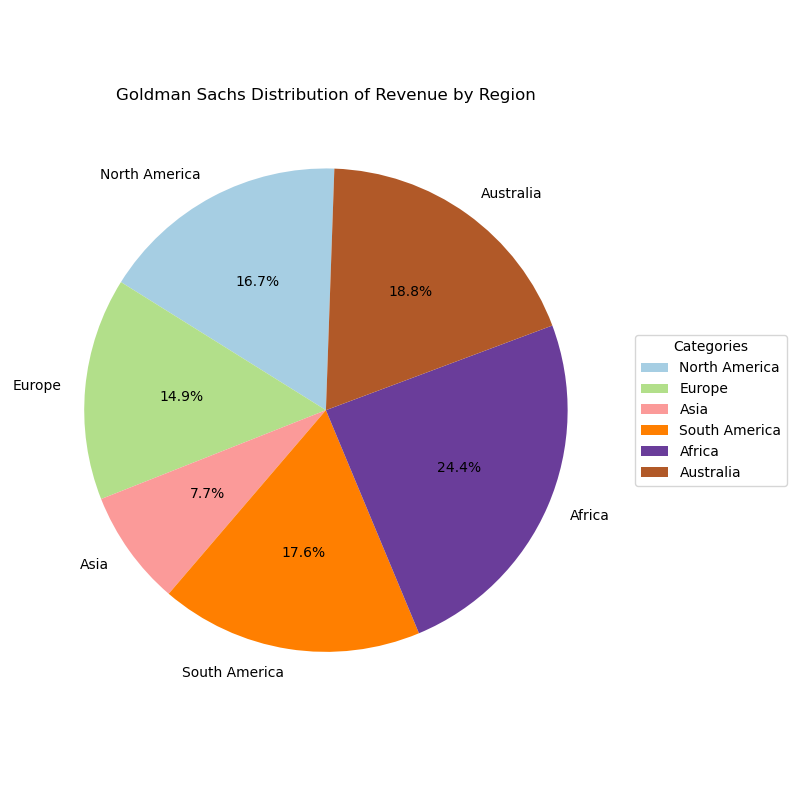 Goldman Sachs Distribution of Revenue by Region
North America
Australia
16.7%
18.8%
Europe
14.9%
24.4%
Africa
7.7%
Asia
17.6%
South America
Categories
North America
Europe
Asia
South America
Africa
Australia